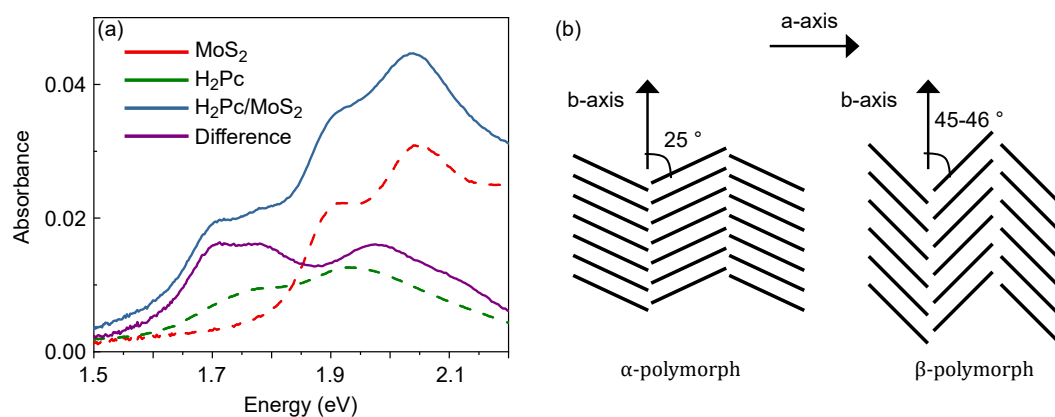 (a)
MoS₂
H₂Pc
H₂Pc/MoS₂
Difference
Absorbance
0.04
0.02
0.00
1.5 1.7 1.9 2.1
Energy (eV)
(b)
a-axis
b-axis
25 °
b-axis
45-46 °
α-polymorph
β-polymorph